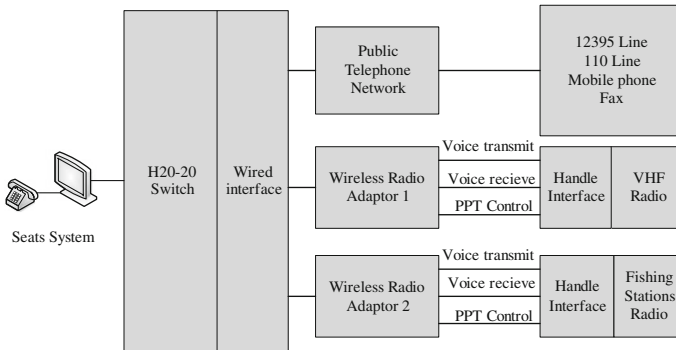 Public
Telephone
Network
12395 Line
110 Line
Mobile phone
Fax
Seats System
H20-20
Switch
Wired
interface
Wireless Radio
Adaptor 1
Voice transmit
Voice recieve
PPT Control
Handle
Interface
VHF
Radio
Wireless Radio
Adaptor 2
Voice transmit
Voice recieve
PPT Control
Handle
Interface
Fishing
Stations
Radio